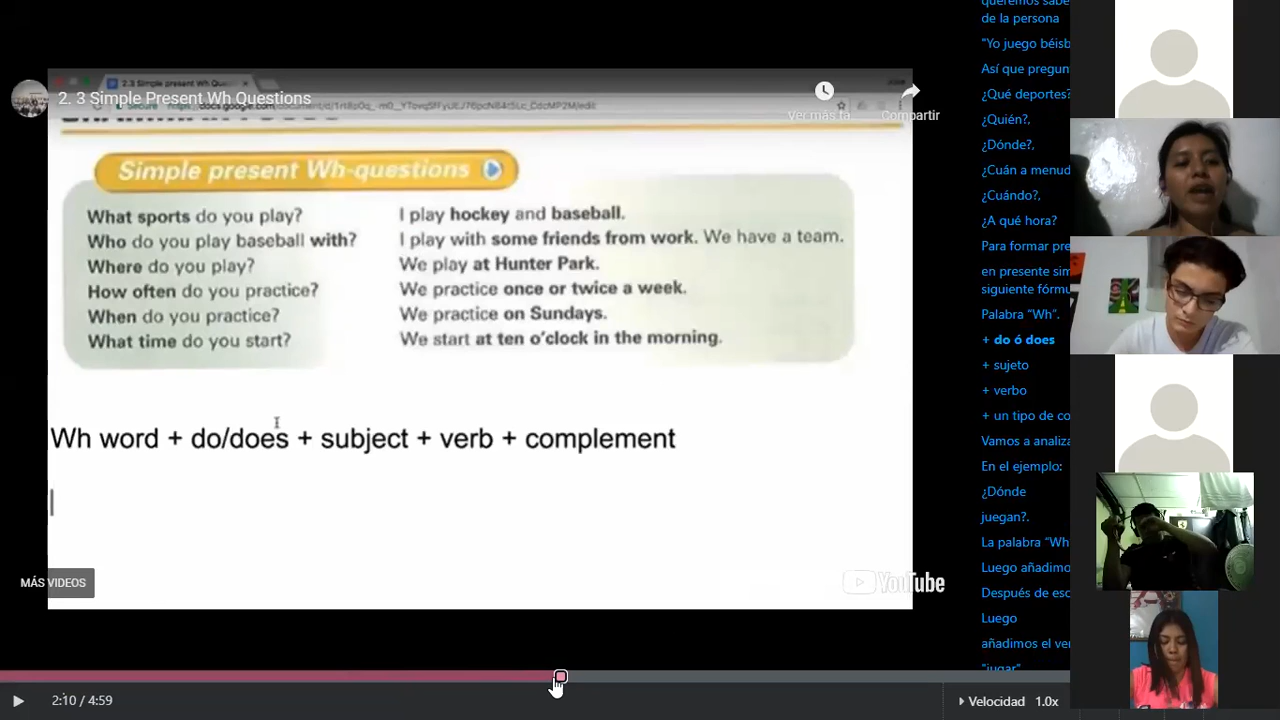 2. 3 Simple Present Wh Questions
Ver más ta
Compartir
Simple present Wh-questions
What sports do you play? I play hockey and baseball.
Who do you play baseball with? I play with some friends from work. We have a team.
Where do you play? We play at Hunter Park.
How often do you practice? We practice once or twice a week.
When do you practice? We practice on Sundays.
What time do you start? We start at ten o'clock in the morning.
Wh word + do/does + subject + verb + complement
MÁS VIDEOS
YouTube
2:10 / 4:59
Velocidad 1.0x
queremos sabe
de la persona
"Yo juego béisb
Así que pregun
¿Qué deportes?
¿Quién?,
¿Dónde?,
¿Cuán a menud
¿Cuándo?,
¿A qué hora?
Para formar pre
en presente sim
siguiente fórmu
Palabra “Wh”.
+ do ó does
+ sujeto
+ verbo
+ un tipo de co
Vamos a analiza
En el ejemplo:
¿Dónde
juegan?.
La palabra “Wh
Luego añadimo
Después de esc
Luego
añadimos el ver
"jugar"